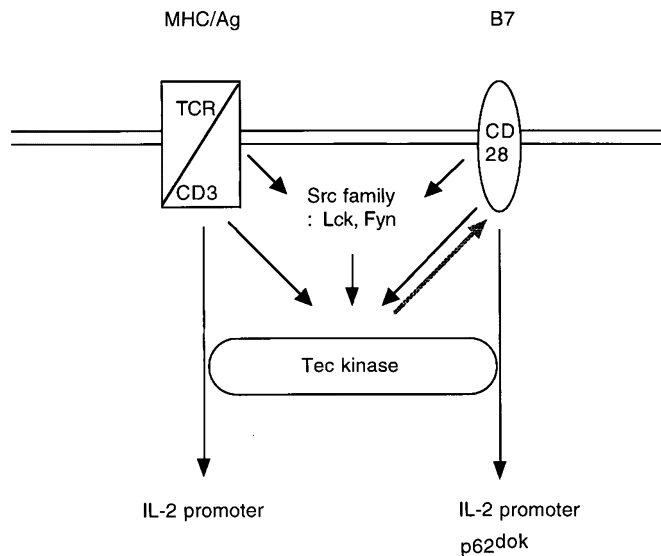 MHC/Ag
B7
TCR
CD3
CD
28
Src family
: Lck, Fyn
Tec kinase
IL-2 promoter
IL-2 promoter
p62dok